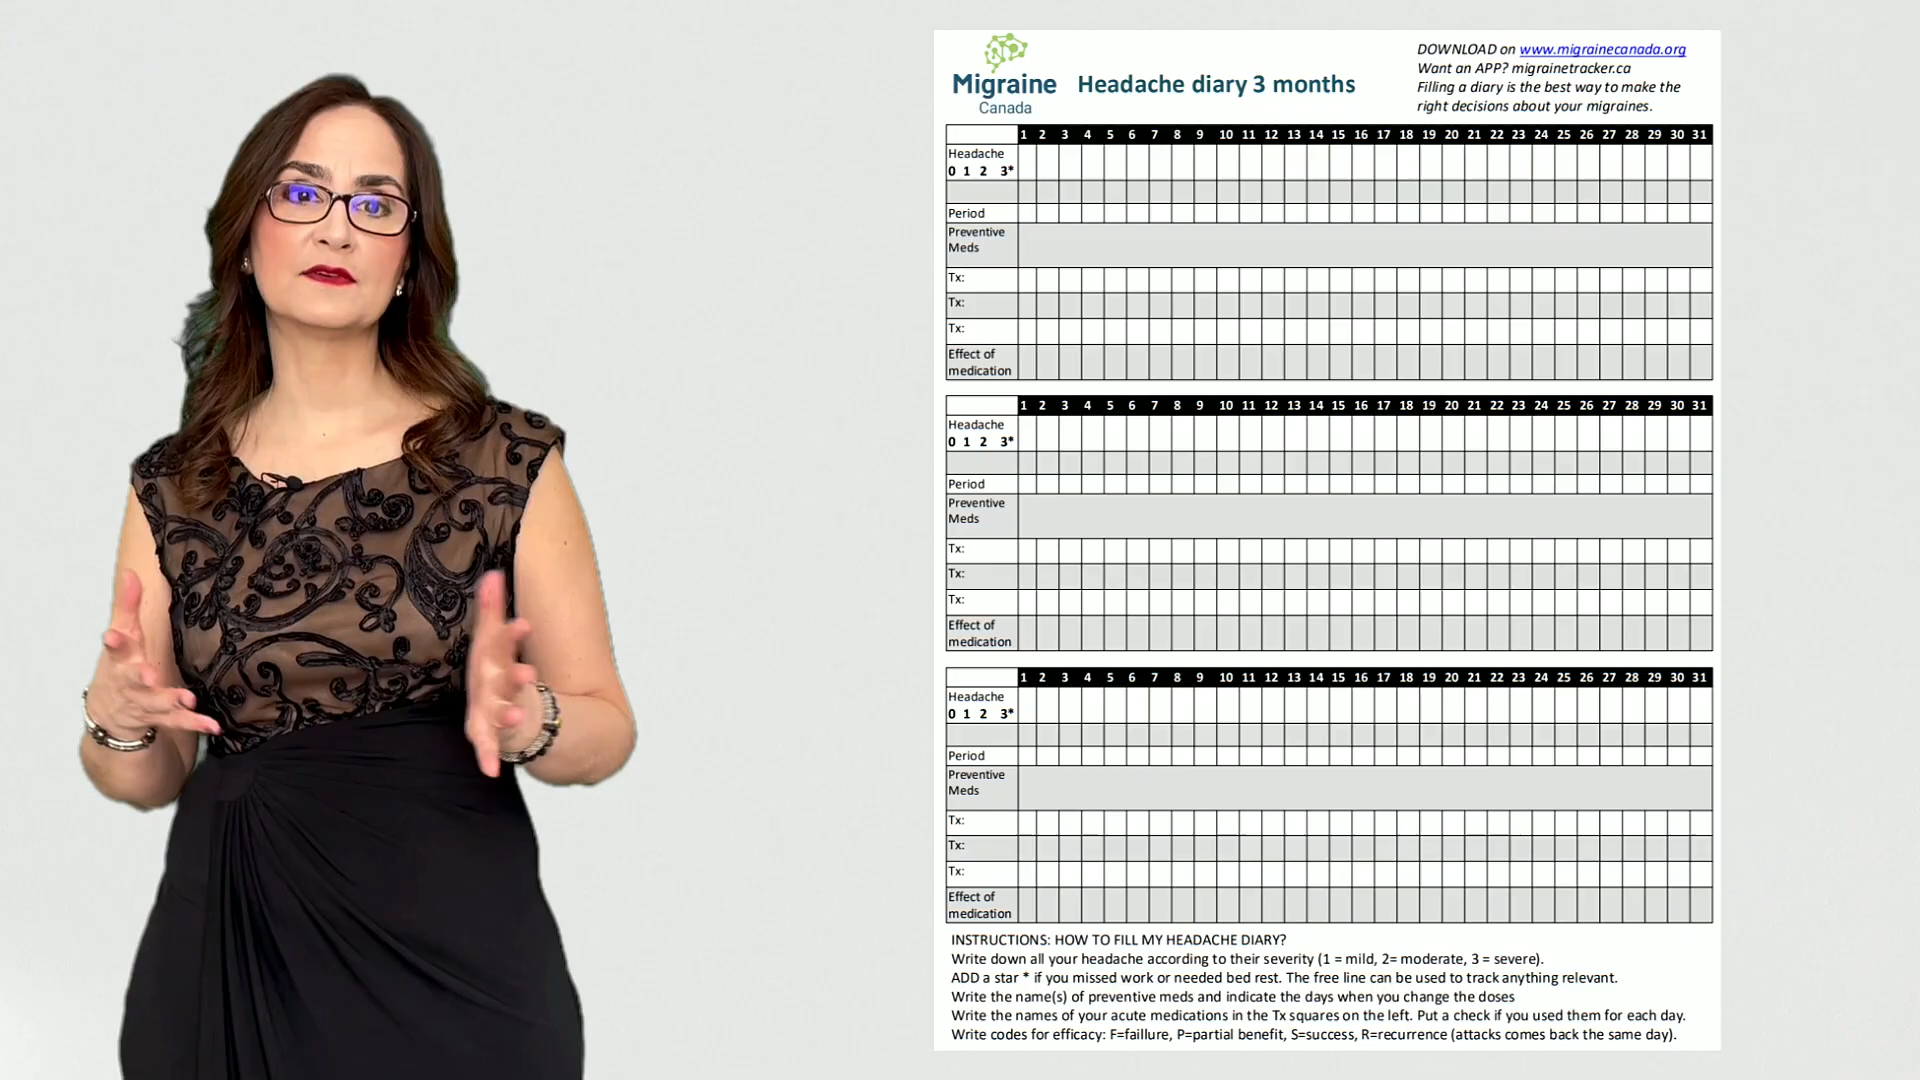 Migraine
Canada
Headache diary 3 months
DOWNLOAD on www.migrainecanada.org
Want an APP? migrainetracker.ca
Filling a diary is the best way to make the
right decisions about your migraines.
1 2 3 4 5 6 7 8 9 10 11 12 13 14 15 16 17 18 19 20 21 22 23 24 25 26 27 28 29 30 31
Headache
0 1 2 3*
Period
Preventive
Meds
Tx:
Tx:
Tx:
Effect of
medication
1 2 3 4 5 6 7 8 9 10 11 12 13 14 15 16 17 18 19 20 21 22 23 24 25 26 27 28 29 30 31
Headache
0 1 2 3*
Period
Preventive
Meds
Tx:
Tx:
Tx:
Effect of
medication
1 2 3 4 5 6 7 8 9 10 11 12 13 14 15 16 17 18 19 20 21 22 23 24 25 26 27 28 29 30 31
Headache
0 1 2 3*
Period
Preventive
Meds
Tx:
Tx:
Tx:
Effect of
medication
INSTRUCTIONS: HOW TO FILL MY HEADACHE DIARY?
Write down all your headache according to their severity (1 = mild, 2= moderate, 3 = severe).
ADD a star * if you missed work or needed bed rest. The free line can be used to track anything relevant.
Write the name(s) of preventive meds and indicate the days when you change the doses
Write the names of your acute medications in the Tx squares on the left. Put a check if you used them for each day.
Write codes for efficacy: F=faillure, P=partial benefit, S=success, R=recurrence (attacks comes back the same day).